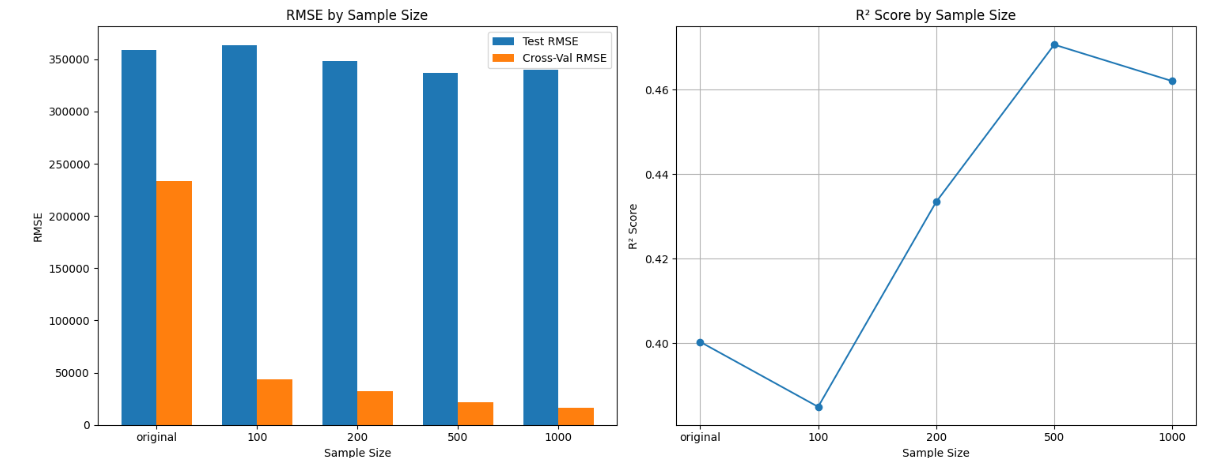 RMSE by Sample Size
Test RMSE
Cross-Val RMSE
350000
300000
250000
200000
150000
100000
50000
0
RMSE
original 100 200 500 1000
Sample Size
R² Score by Sample Size
0.46
0.44
0.42
0.40
R² Score
original 100 200 500 1000
Sample Size